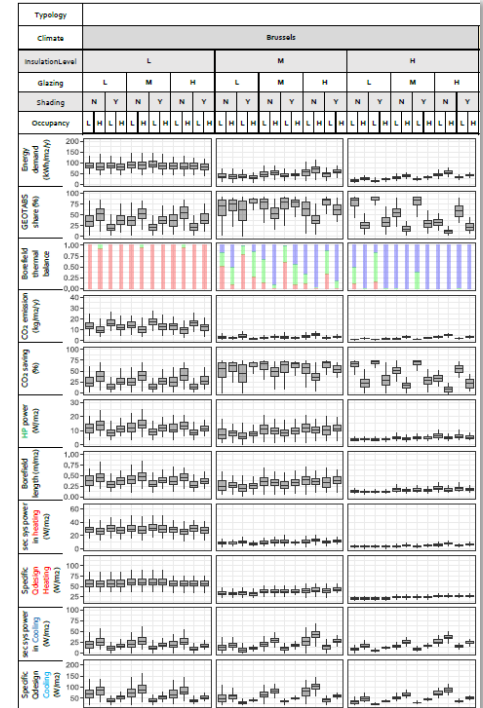 Typology
Climate Brussels
InsulationLevel L M H
Glazing L M H L M H L M H
Shading N Y N Y N Y N Y N Y N Y N Y N Y N Y
Occupancy L H L H L H L H L H L H L H L H L H L H L H L H L H L H L H L H L H L H
Energy
demand
(kWh/m2/y)
200
150
100
50
0
GEOTABS
share (%)
100
75
50
25
0
Borefield
thermal
balance
1,00
0,75
0,50
0,25
0,00
CO2 emission
(kg/m2/y)
40
30
20
10
0
CO2 saving
(%)
100
75
50
25
0
HP power
(W/m2)
30
20
10
0
Borefield
length (m/m2)
1,00
0,75
0,50
0,25
0,00
sec sys power
in heating
(W/m2)
60
40
20
0
Specific
Qdesign
Heating
(W/m2)
100
75
50
25
sec sys power
in Cooling
(W/m2)
100
75
50
25
0
Specific
Qdesign
Cooling
(W/m2)
200
150
100
50